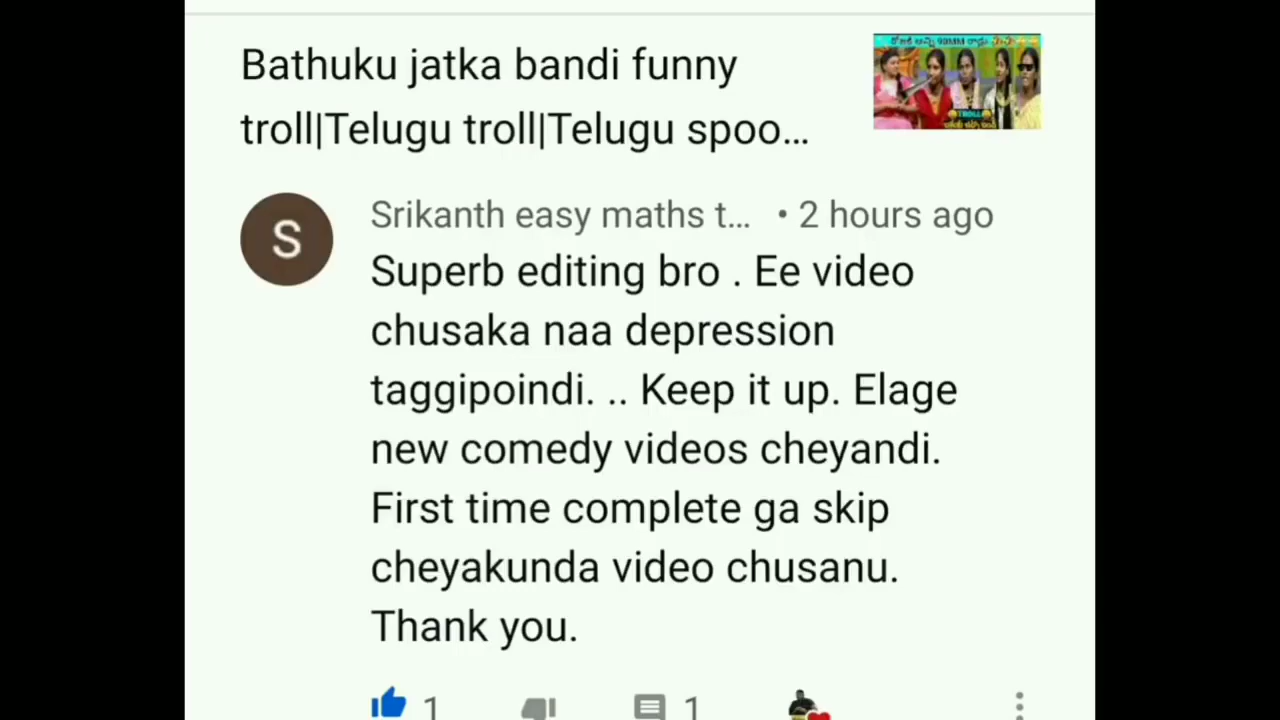 Bathuku jatka bandi funny
troll|Telugu troll|Telugu spoo...
TROLL
S
Srikanth easy maths t... • 2 hours ago
Superb editing bro . Ee video
chusaka naa depression
taggipoindi. .. Keep it up. Elage
new comedy videos cheyandi.
First time complete ga skip
cheyakunda video chusanu.
Thank you.
1 1